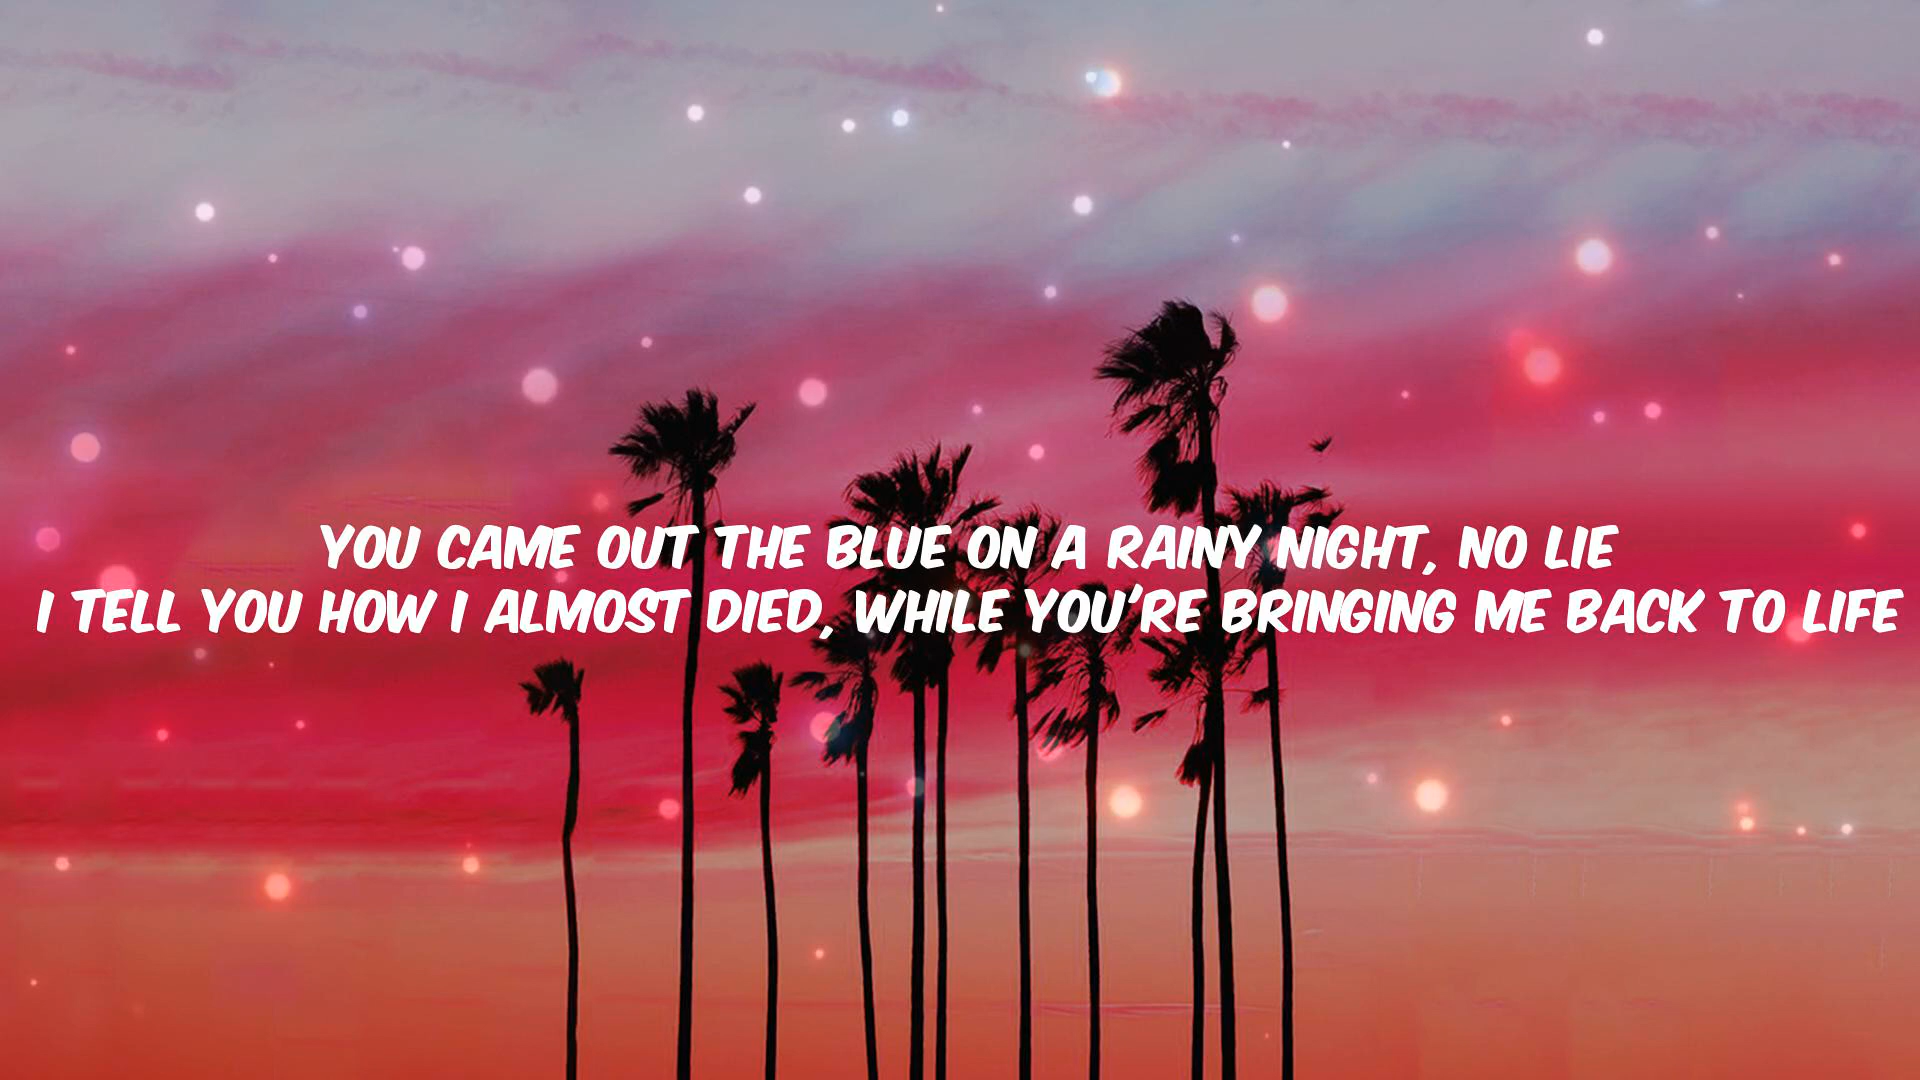 YOU CAME OUT THE BLUE ON A RAINY NIGHT, NO LIE
I TELL YOU HOW I ALMOST DIED, WHILE YOU'RE BRINGING ME BACK TO LIFE